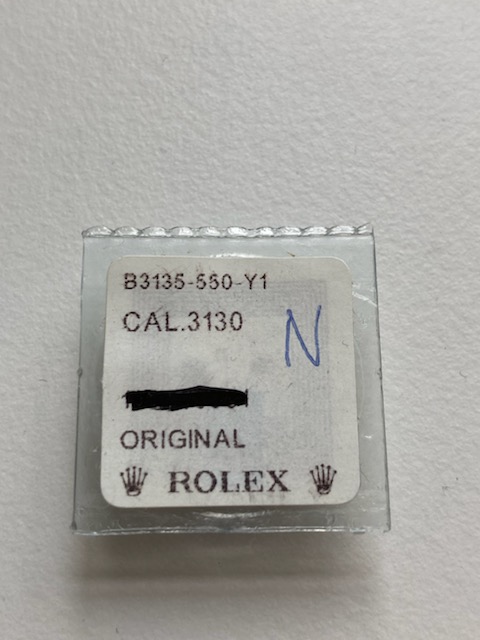 B3135-550-Y1
CAL.3130
N
ORIGINAL
ROLEX